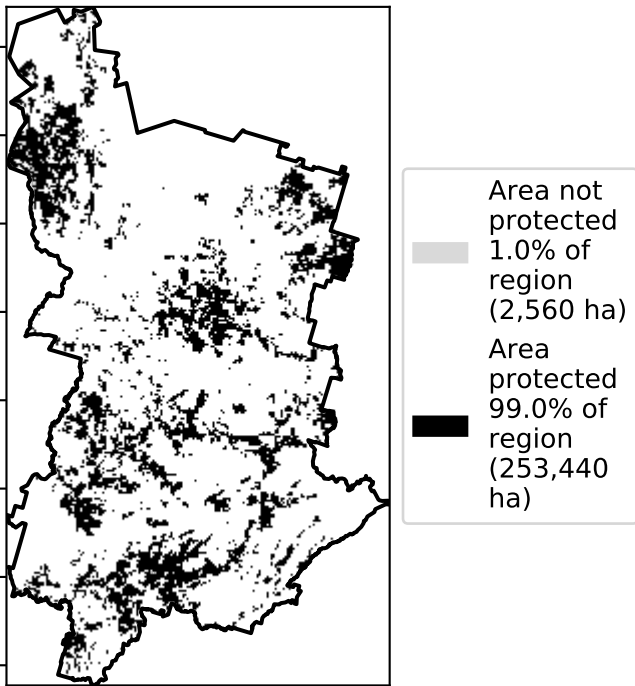 Area not
protected
1.0% of
region
(2,560 ha)
Area
protected
99.0% of
region
(253,440
ha)